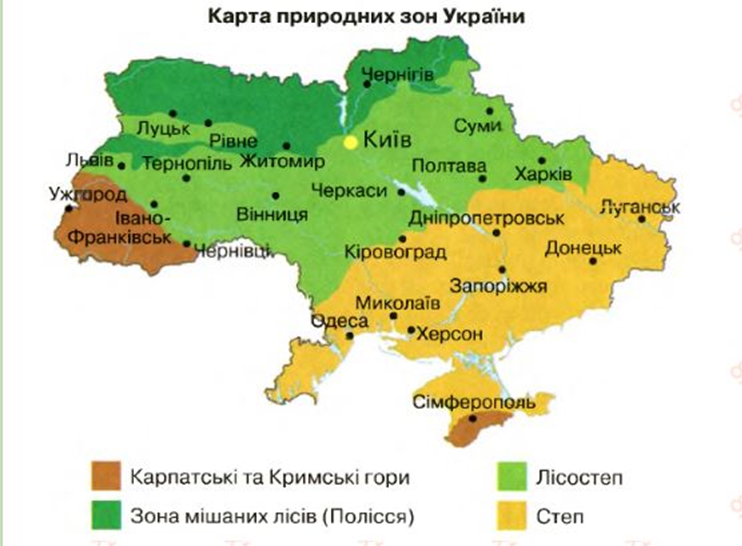 Карта природних зон України
Чернігів
Луцьк
Рівне
Київ
Суми
Львів
Тернопіль
Житомир
Полтава
Харків
Ужгород
Івано-
Франківськ
Вінниця
Черкаси
Дніпропетровськ
Луганськ
Чернівці
Кіровоград
Донецьк
Запоріжжя
Миколаїв
Одеса
Херсон
Сімферополь
Карпатські та Кримські гори
Лісостеп
Зона мішаних лісів (Полісся)
Степ